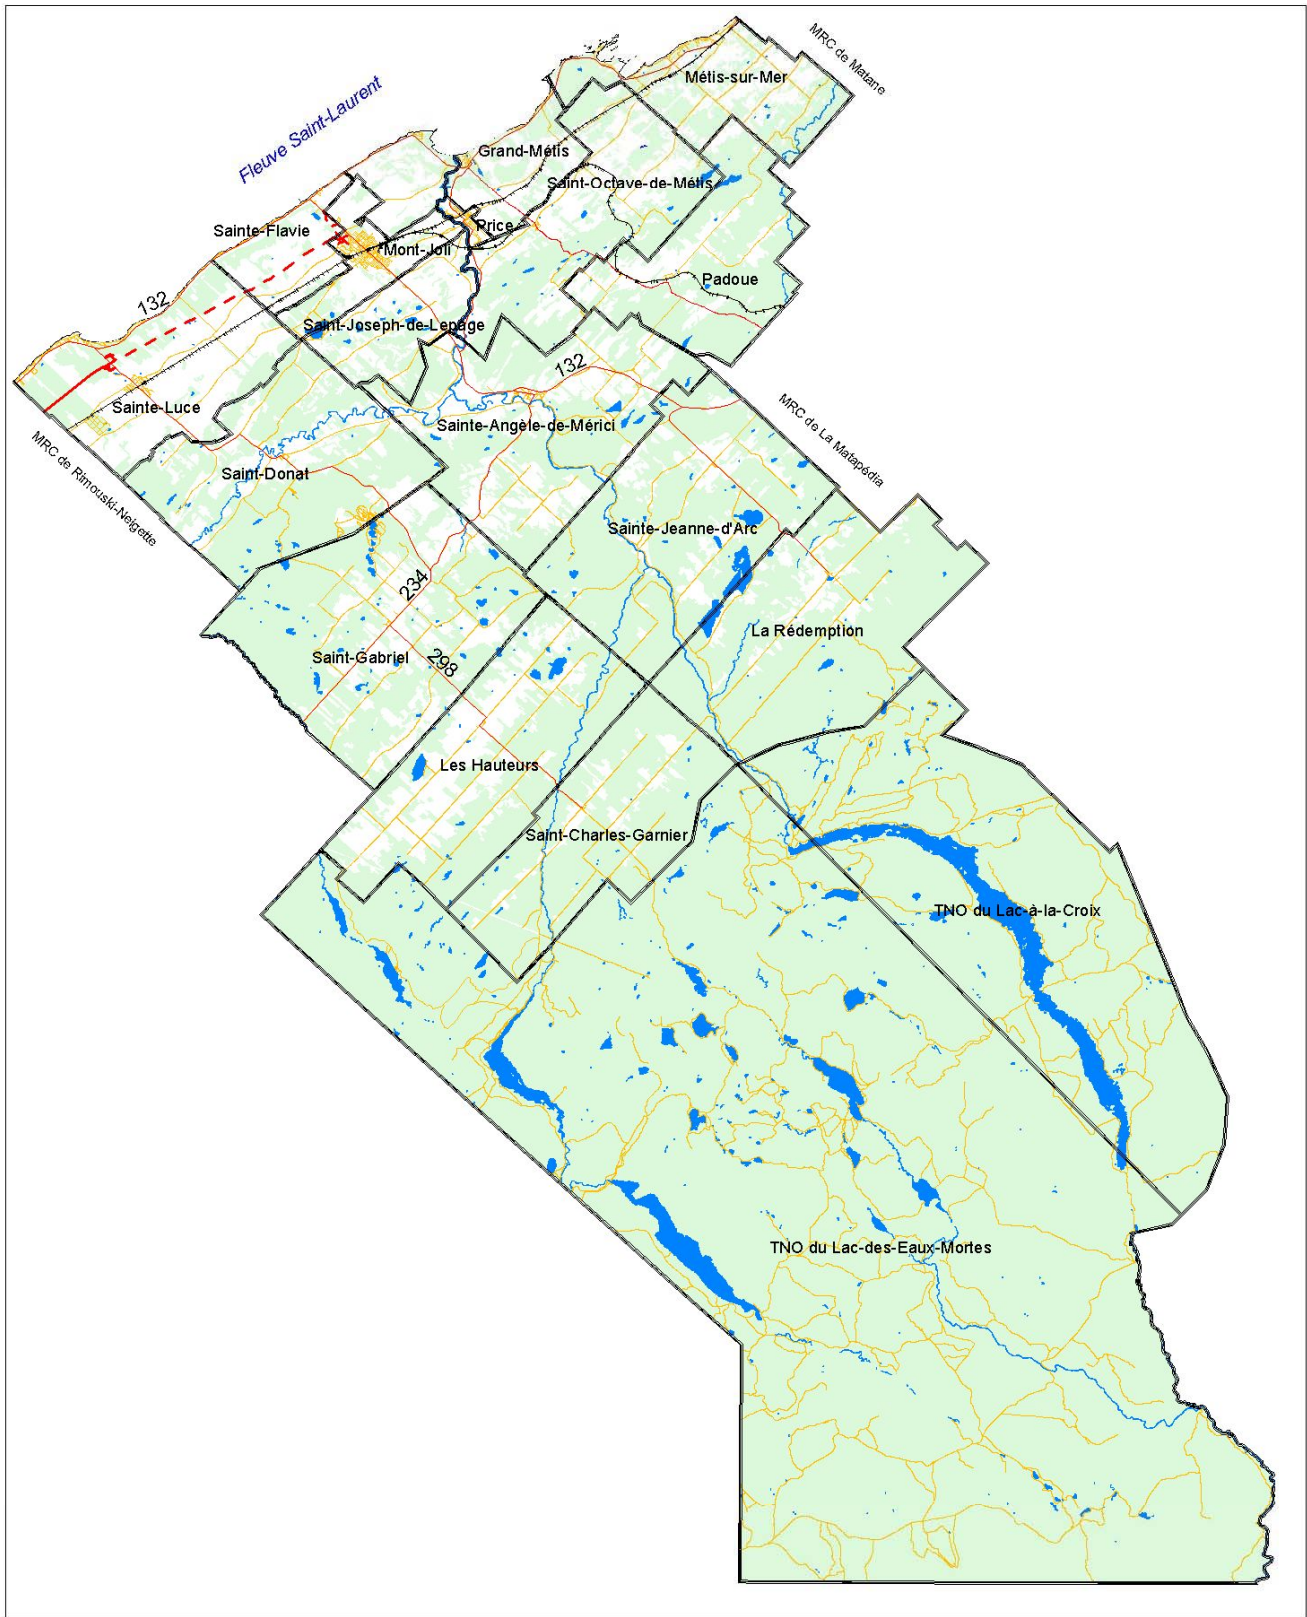 MRC de Matane
Métis-sur-Mer
Fleuve Saint-Laurent
Grand-Métis
Saint-Octave-de-Métis
Sainte-Flavie
Price
Mont-Joli
Padoue
132
Saint-Joseph-de-Lepage
132
Sainte-Luce
MRC de La Matapédia
Sainte-Angèle-de-Mérici
MRC de Rimouski-Neigette
Saint-Donat
Sainte-Jeanne-d'Arc
234
La Rédemption
Saint-Gabriel
298
Les Hauteurs
Saint-Charles-Garnier
TNO du Lac-à-la-Croix
TNO du Lac-des-Eaux-Mortes